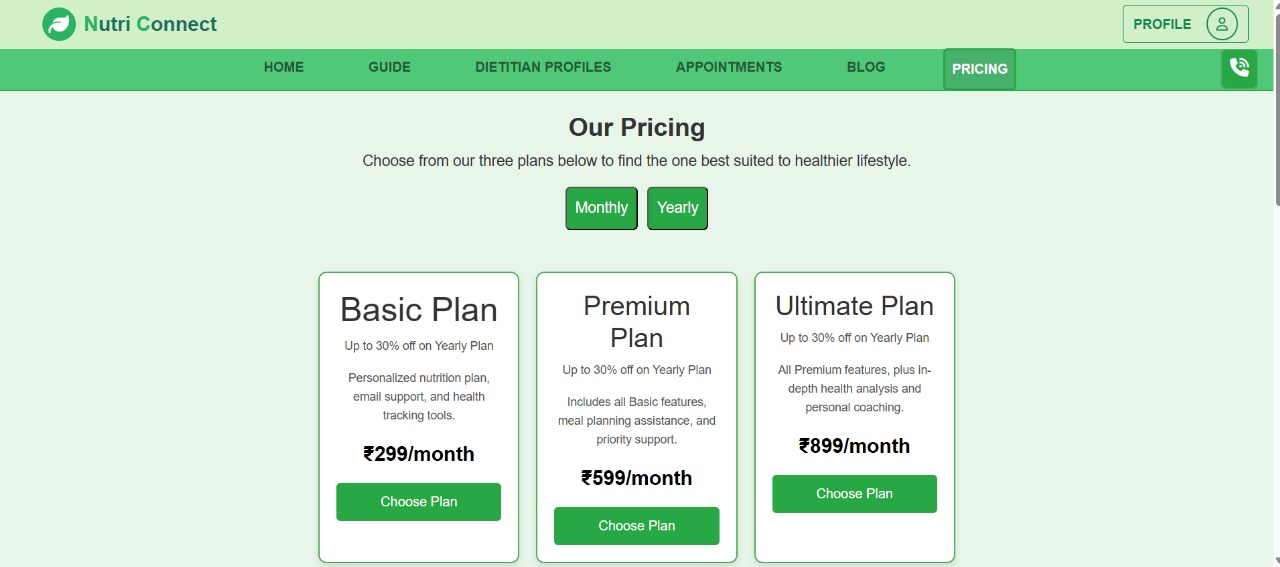 Nutri Connect
PROFILE
HOME GUIDE DIETITIAN PROFILES APPOINTMENTS BLOG PRICING
Our Pricing
Choose from our three plans below to find the one best suited to healthier lifestyle.
Monthly Yearly
Basic Plan
Up to 30% off on Yearly Plan
Personalized nutrition plan,
email support, and health
tracking tools.
₹299/month
Choose Plan
Premium
Plan
Up to 30% off on Yearly Plan
Includes all Basic features,
meal planning assistance, and
priority support.
₹599/month
Choose Plan
Ultimate Plan
Up to 30% off on Yearly Plan
All Premium features, plus in-
depth health analysis and
personal coaching.
₹899/month
Choose Plan